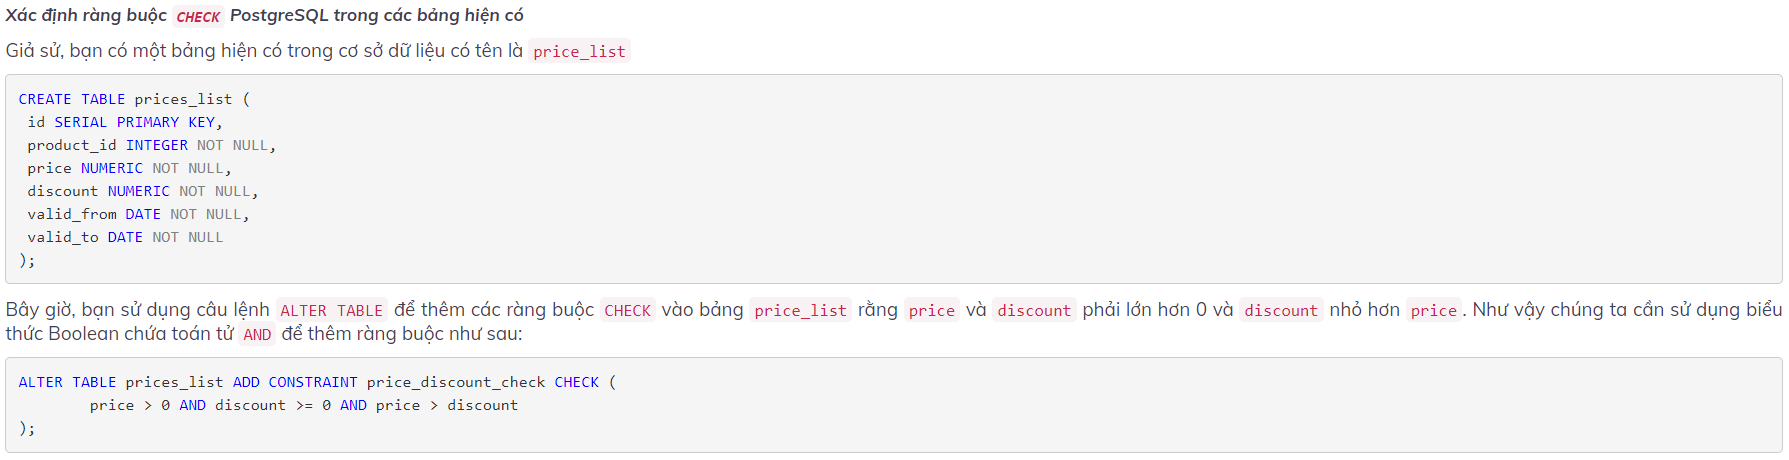 Xác định ràng buộc CHECK PostgreSQL trong các bảng hiện có
Giả sử, bạn có một bảng hiện có trong cơ sở dữ liệu có tên là price_list
CREATE TABLE prices_list (
id SERIAL PRIMARY KEY,
product_id INTEGER NOT NULL,
price NUMERIC NOT NULL,
discount NUMERIC NOT NULL,
valid_from DATE NOT NULL,
valid_to DATE NOT NULL
);
Bây giờ, bạn sử dụng câu lệnh ALTER TABLE để thêm các ràng buộc CHECK vào bảng price_list rằng price và discount phải lớn hơn 0 và discount nhỏ hơn price. Như vậy chúng ta cần sử dụng biểu
thức Boolean chứa toán tử AND để thêm ràng buộc như sau:
ALTER TABLE prices_list ADD CONSTRAINT price_discount_check CHECK (
price > 0 AND discount >= 0 AND price > discount
);